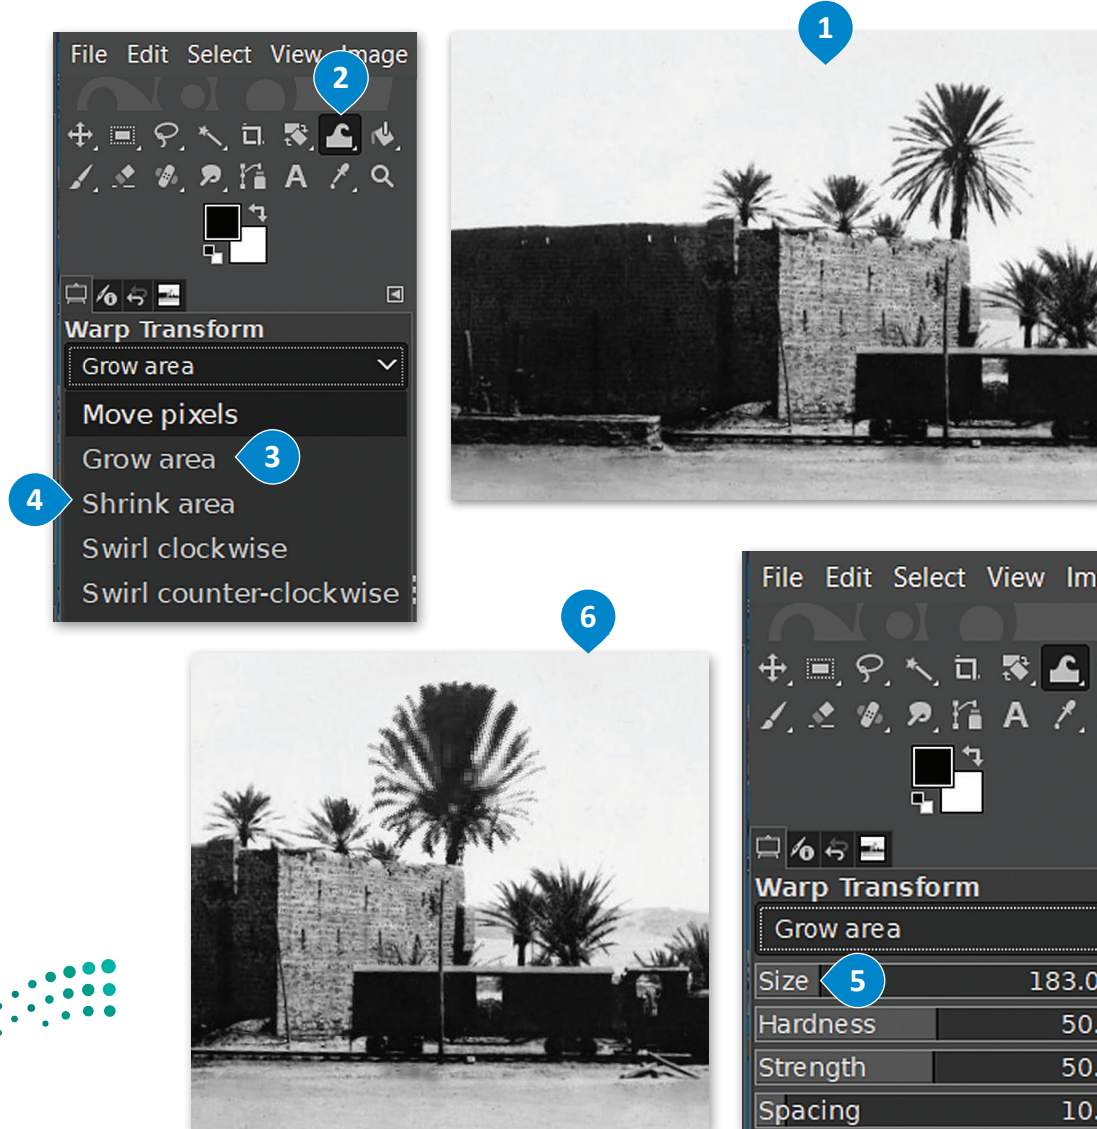 1
File Edit Select View Image
2
A
Warp Transform
Grow area
Move pixels
Grow area
3
4
Shrink area
Swirl clockwise
Swirl counter-clockwise
6
File Edit Select View Im
A
Warp Transform
Grow area
Size 5 183.0
Hardness 50.
Strength 50.
Spacing 10.